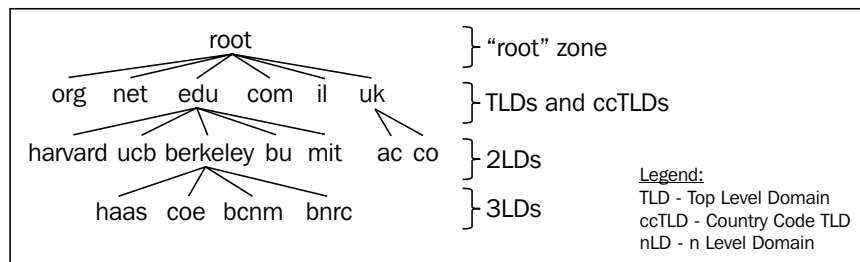 root
“root” zone
org net edu com il uk
TLDs and ccTLDs
harvard ucb berkeley bu mit ac co
2LDs
haas coe bcnm bnrc
3LDs
Legend:
TLD - Top Level Domain
ccTLD - Country Code TLD
nLD - n Level Domain